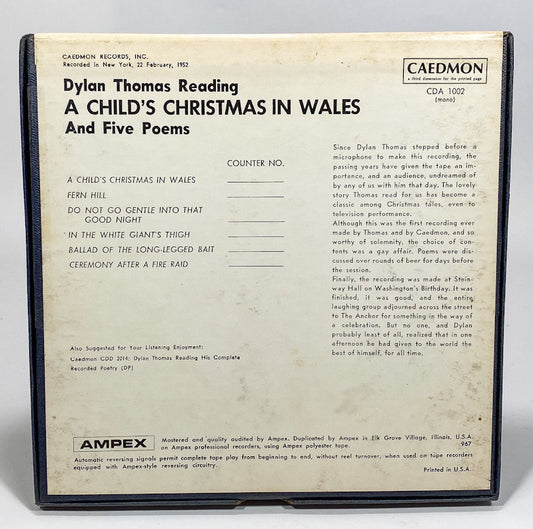 CAEDMON RECORDS, INC.
Recorded in New York, 22 February, 1952
CAEDMON
a third dimension for the printed page
CDA 1002
(mono)
Dylan Thomas Reading
A CHILD'S CHRISTMAS IN WALES
And Five Poems
COUNTER NO.
A CHILD'S CHRISTMAS IN WALES
FERN HILL
DO NOT GO GENTLE INTO THAT
GOOD NIGHT
IN THE WHITE GIANT'S THIGH
BALLAD OF THE LONG-LEGGED BAIT
CEREMONY AFTER A FIRE RAID
Since Dylan Thomas stepped before a
microphone to make this recording, the
passing years have given the tape an im-
portance, and an audience, undreamed of
by any of us with him that day. The lovely
story Thomas read for us has become a
classic among Christmas tales, even to
television performance.
Although this was the first recording ever
made by Thomas and by Caedmon, and so
worthy of solemnity, the choice of con-
tents was a gay affair. Poems were dis-
cussed over rounds of beer for days before
the session.
Finally, the recording was made at Stein-
way Hall on Washington's Birthday. It was
finished, it was good, and the entire
laughing group adjourned across the street
to The Anchor for something in the way of
a celebration. But no one, and Dylan
probably least of all, realized that in one
afternoon he had given to the world the
best of himself, for all time.
Also Suggested for Your Listening Enjoyment:
Caedmon CDD 2014; Dylan Thomas Reading His Complete
Recorded Poetry (DP)
AMPEX
Mastered and quality audited by Ampex. Duplicated by Ampex in Elk Grove Village, Illinois, U.S.A.
on Ampex professional recorders, using Ampex polyester tape.
967
Automatic reversing signals permit complete tape play from beginning to end, without reel turnover, when used on tape recorders
equipped with Ampex-style reversing circuitry.
Printed in U.S.A.